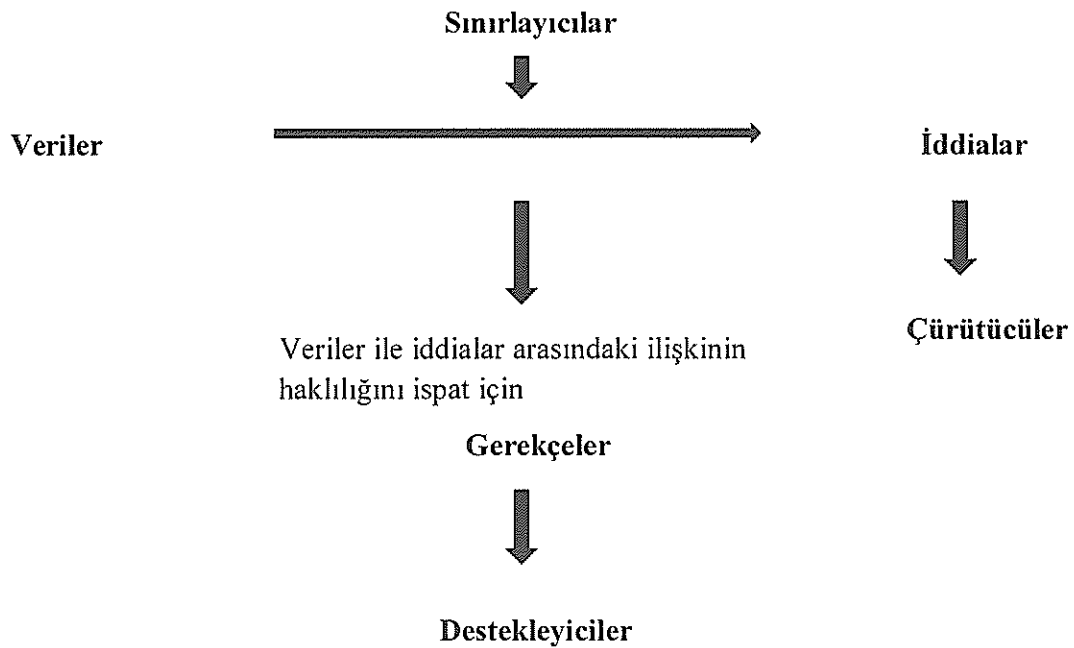 Sınırlayıcılar
Veriler
İddialar
Çürütücüler
Veriler ile iddialar arasındaki ilişkinin
haklılığını ispat için
Gerekçeler
Destekleyiciler